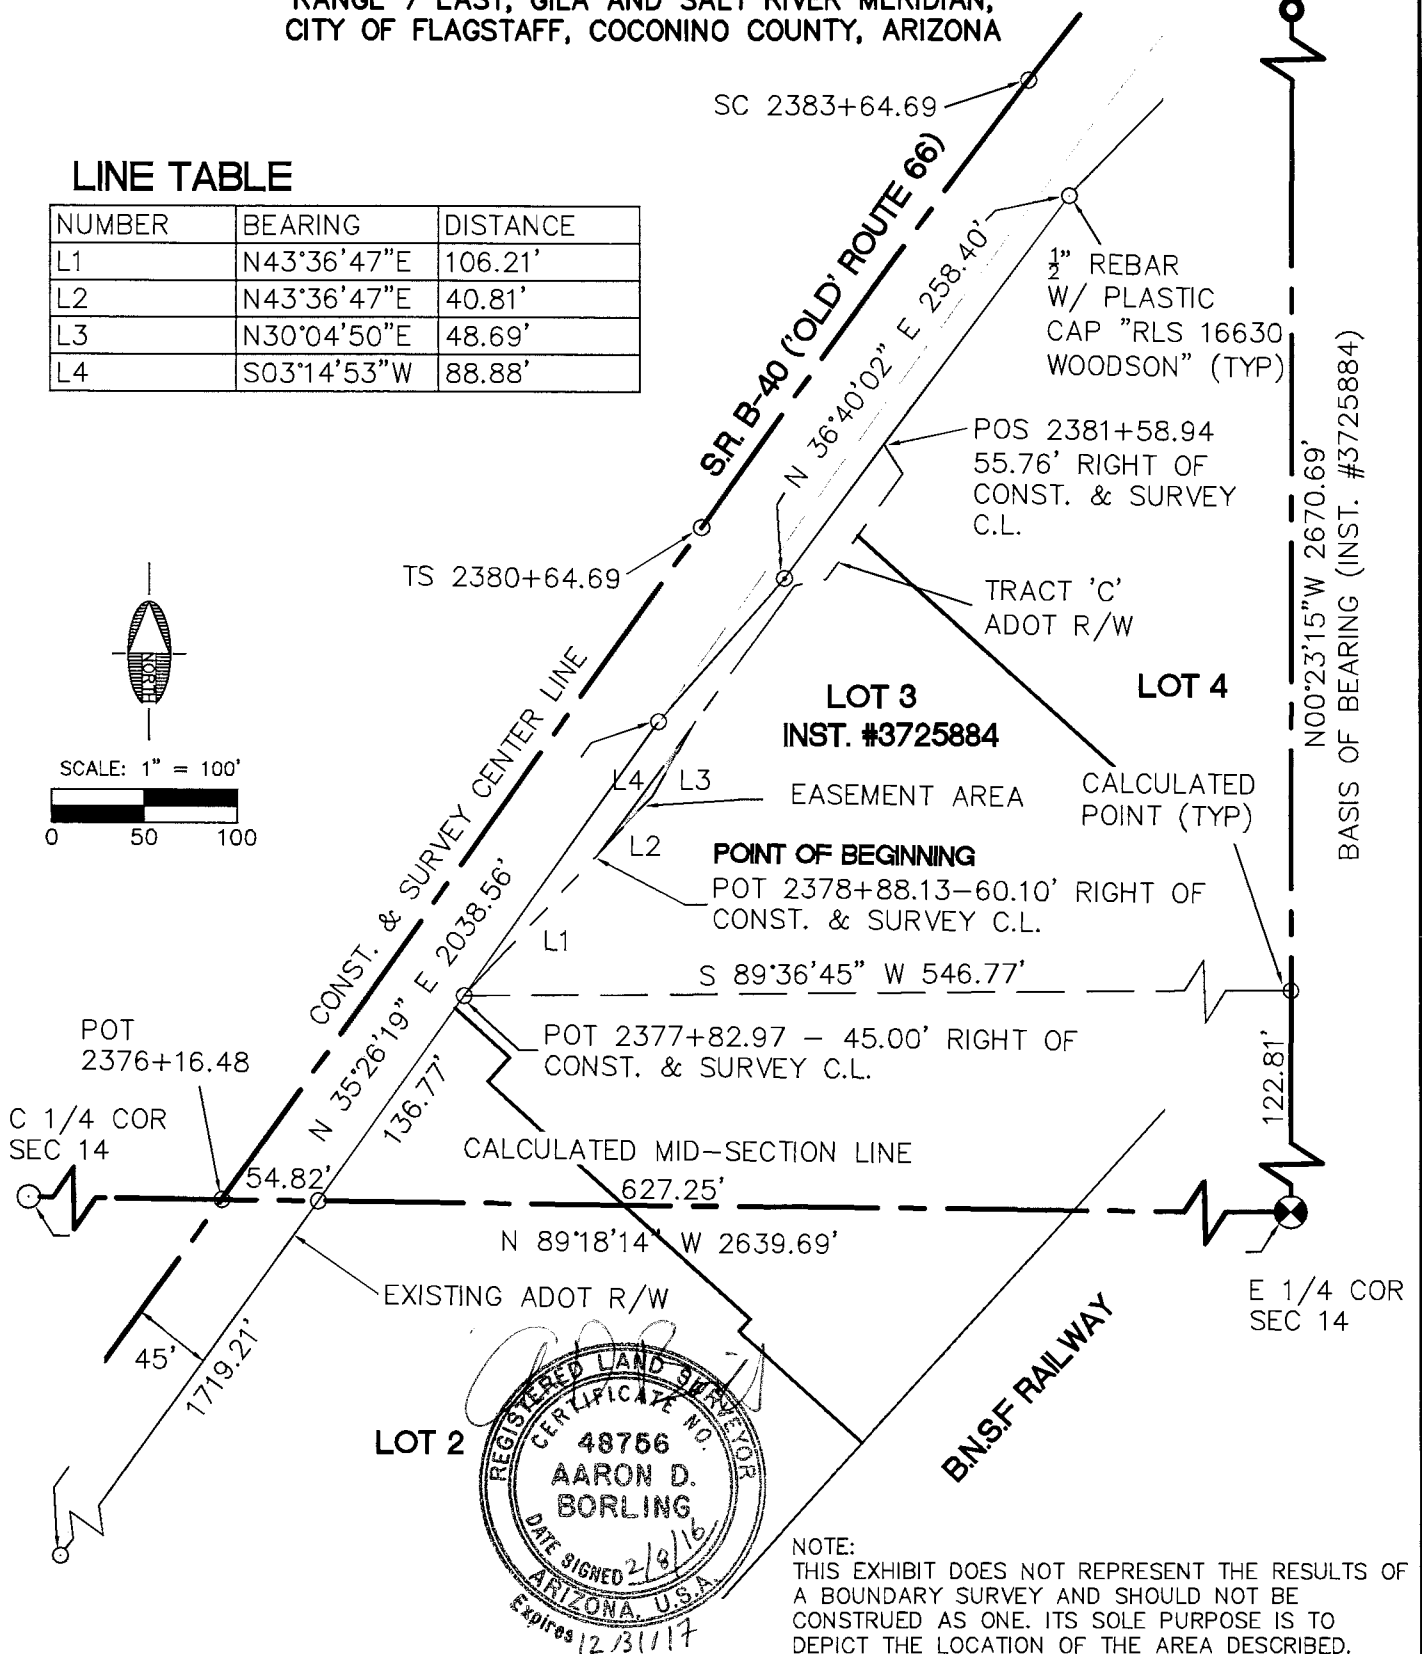 RANGE 7 EAST, GILA AND SALT RIVER MERIDIAN,
CITY OF FLAGSTAFF, COCONINO COUNTY, ARIZONA
SC 2383+64.69
LINE TABLE
NUMBER BEARING DISTANCE
L1 N43°36'47"E 106.21'
L2 N43°36'47"E 40.81'
L3 N30°04'50"E 48.69'
L4 S03°14'53"W 88.88'
S.R. B-40 ('OLD' ROUTE 66)
N 36°40'02" E 258.40'
1/2" REBAR
W/ PLASTIC
CAP "RLS 16630
WOODSON" (TYP)
N00°23'15"W 2670.69'
BASIS OF BEARING (INST. #3725884)
POS 2381+58.94
55.76' RIGHT OF
CONST. & SURVEY
C.L.
TS 2380+64.69
TRACT 'C'
ADOT R/W
NORTH
SCALE: 1" = 100'
0 50 100
CONST. & SURVEY CENTER LINE
LOT 3
INST. #3725884
LOT 4
L4
L3
EASEMENT AREA
CALCULATED
POINT (TYP)
L2
POINT OF BEGINNING
POT 2378+88.13-60.10' RIGHT OF
CONST. & SURVEY C.L.
L1
N 35°26'19" E 2038.56'
S 89°36'45" W 546.77'
POT
2376+16.48
POT 2377+82.97 - 45.00' RIGHT OF
CONST. & SURVEY C.L.
136.77'
122.81'
C 1/4 COR
SEC 14
CALCULATED MID-SECTION LINE
54.82'
627.25'
N 89°18'14" W 2639.69'
EXISTING ADOT R/W
E 1/4 COR
SEC 14
45'
1719.21'
B.N.S.F RAILWAY
LOT 2
REGISTERED LAND SURVEYOR
CERTIFICATE NO.
48756
AARON D.
BORLING
DATE SIGNED 2/8/16
ARIZONA, U.S.A.
Expires 12/31/17
NOTE:
THIS EXHIBIT DOES NOT REPRESENT THE RESULTS OF
A BOUNDARY SURVEY AND SHOULD NOT BE
CONSTRUED AS ONE. ITS SOLE PURPOSE IS TO
DEPICT THE LOCATION OF THE AREA DESCRIBED.